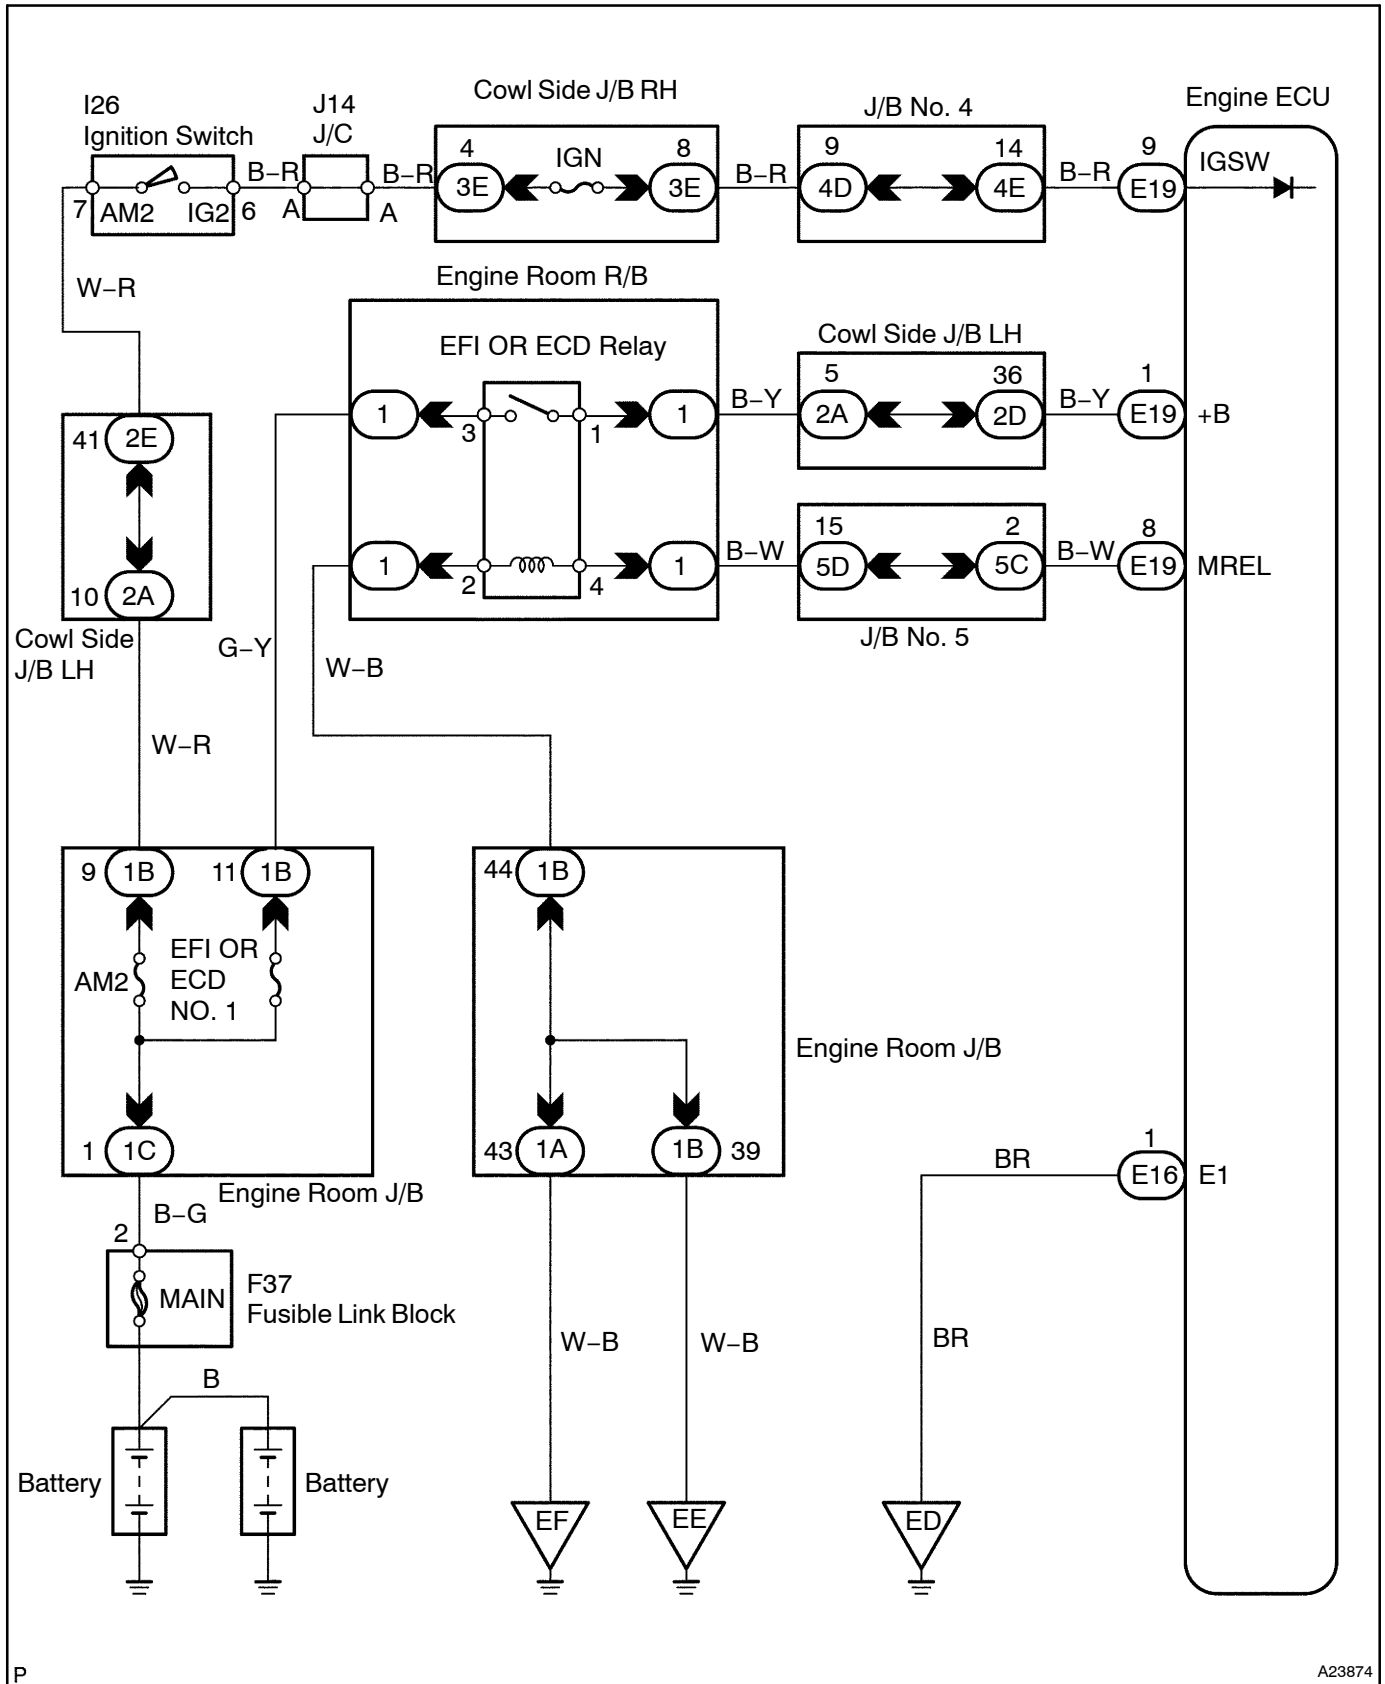 Cowl Side J/B RH
Engine ECU
I26
Ignition Switch
J14
J/C
J/B No. 4
4
IGN
8
9
14
9
IGSW
B–R
B–R
3E
3E
B–R
4D
4E
B–R
E19
7
AM2
IG2
6
A
A
W–R
Engine Room R/B
EFI OR ECD Relay
Cowl Side J/B LH
5
36
1
1
3
1
1
B–Y
2A
2D
B–Y
E19
+B
41
2E
15
2
8
1
2
4
1
B–W
5D
5C
B–W
E19
MREL
10
2A
Cowl Side
J/B LH
G–Y
W–B
J/B No. 5
W–R
9
1B
11
1B
44
1B
AM2
EFI OR
ECD
NO. 1
Engine Room J/B
1
1C
43
1A
1B
39
1
BR
E16
E1
Engine Room J/B
B–G
2
MAIN
F37
Fusible Link Block
W–B
W–B
BR
B
Battery
Battery
EF
EE
ED
P
A23874